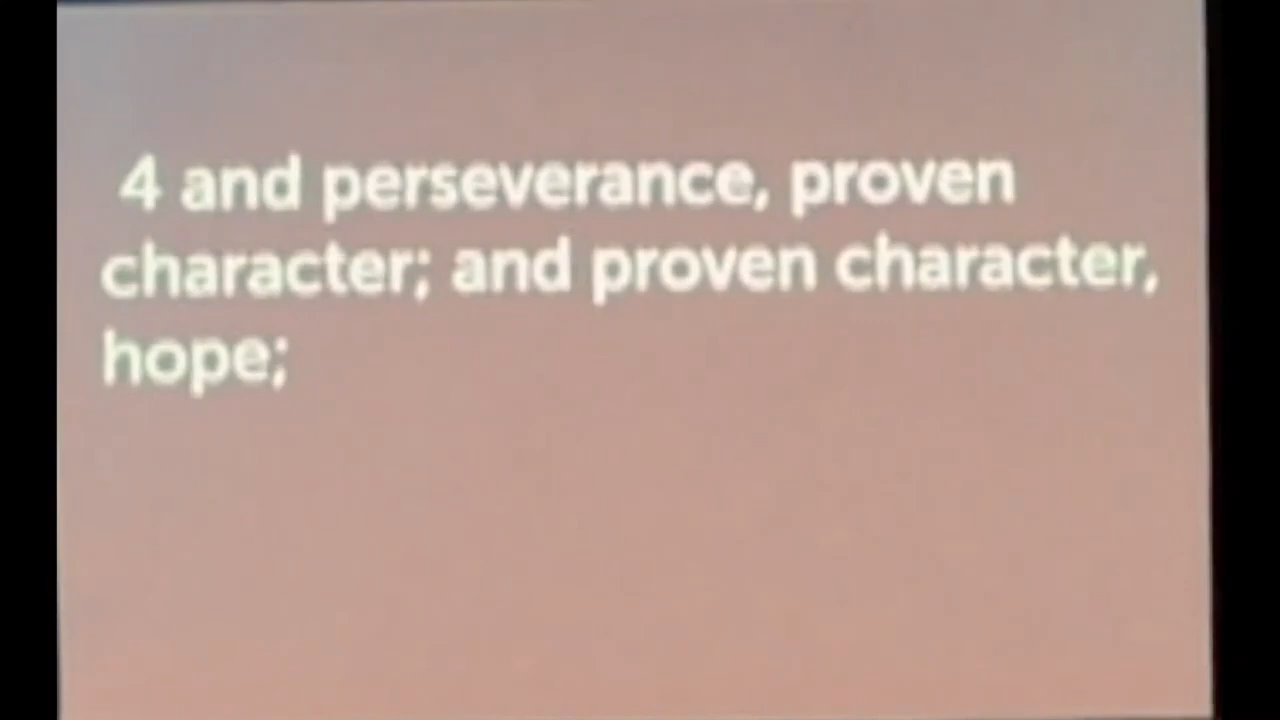 4 and perseverance, proven
character; and proven character,
hope;